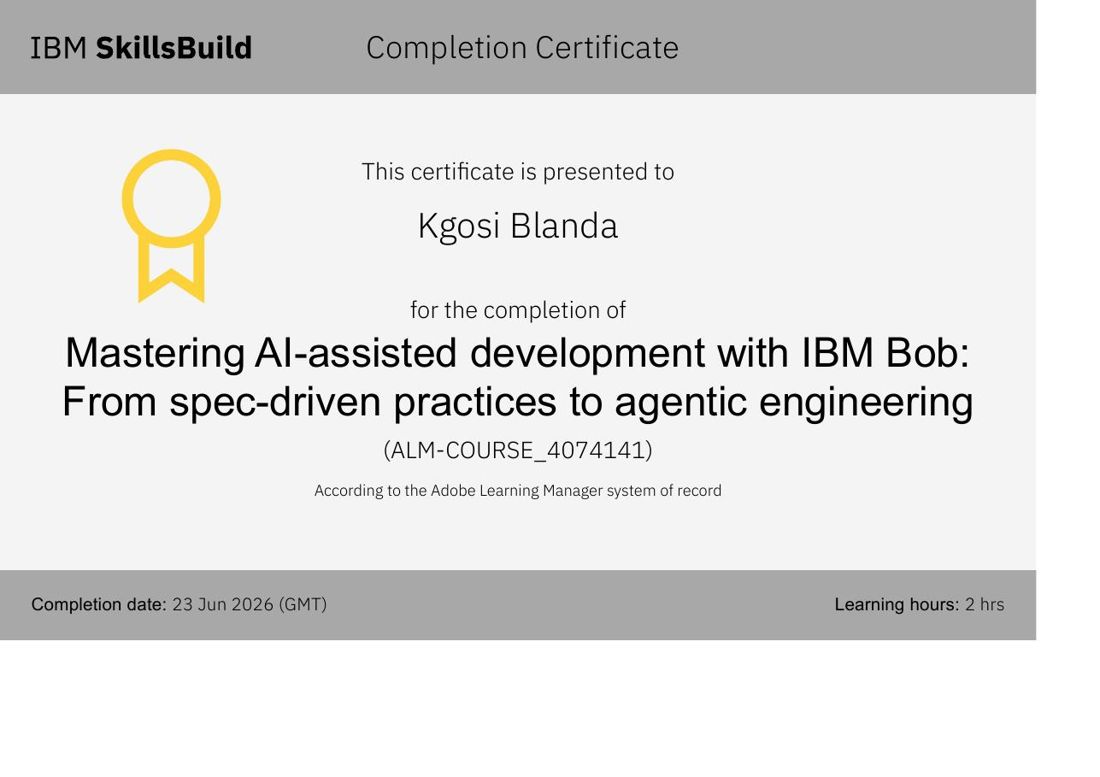 IBM SkillsBuild
Completion Certificate
This certificate is presented to
Kgosi Blanda
for the completion of
Mastering AI-assisted development with IBM Bob:
From spec-driven practices to agentic engineering
(ALM-COURSE_4074141)
According to the Adobe Learning Manager system of record
Completion date: 23 Jun 2026 (GMT)
Learning hours: 2 hrs